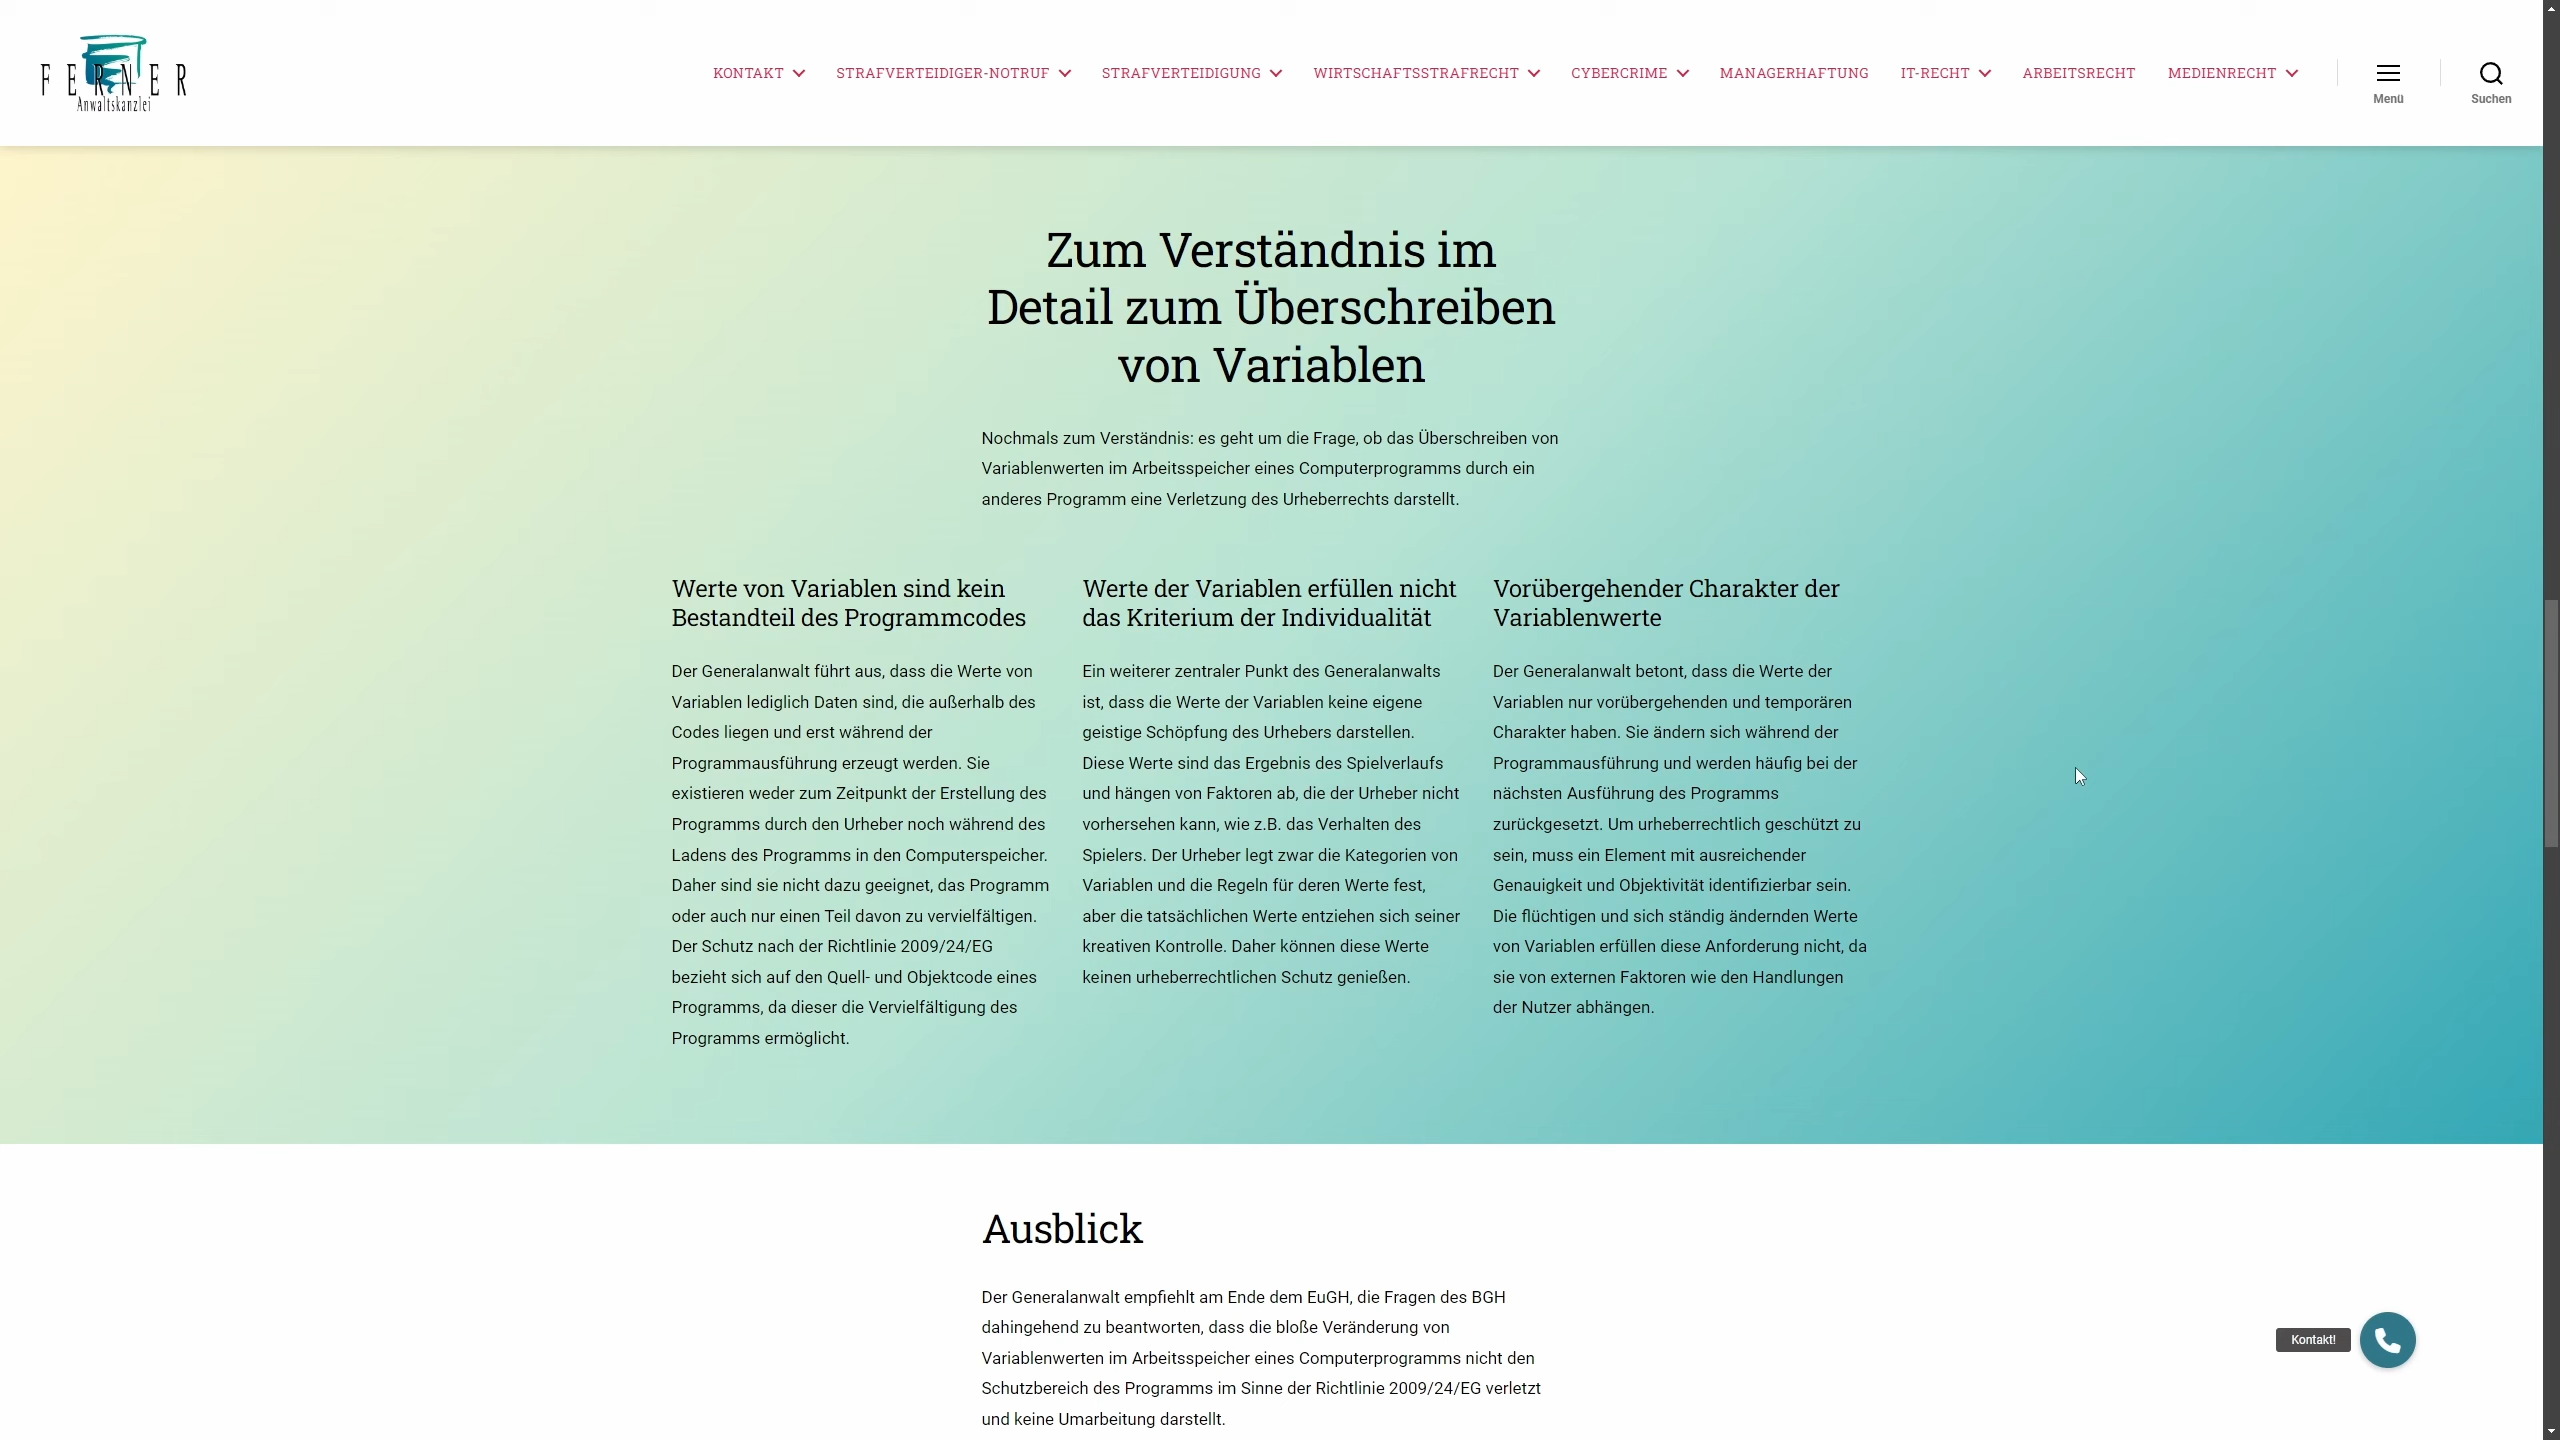 FERNER
Anwaltskanzlei
KONTAKT
STRAFVERTEIDIGER-NOTRUF
STRAFVERTEIDIGUNG
WIRTSCHAFTSSTRAFRECHT
CYBERCRIME
MANAGERHAFTUNG
IT-RECHT
ARBEITSRECHT
MEDIENRECHT
Menü
Suchen
Zum Verständnis im
Detail zum Überschreiben
von Variablen
Nochmals zum Verständnis: es geht um die Frage, ob das Überschreiben von
Variablenwerten im Arbeitsspeicher eines Computerprogramms durch ein
anderes Programm eine Verletzung des Urheberrechts darstellt.
Werte von Variablen sind kein
Bestandteil des Programmcodes
Der Generalanwalt führt aus, dass die Werte von
Variablen lediglich Daten sind, die außerhalb des
Codes liegen und erst während der
Programmausführung erzeugt werden. Sie
existieren weder zum Zeitpunkt der Erstellung des
Programms durch den Urheber noch während des
Ladens des Programms in den Computerspeicher.
Daher sind sie nicht dazu geeignet, das Programm
oder auch nur einen Teil davon zu vervielfältigen.
Der Schutz nach der Richtlinie 2009/24/EG
bezieht sich auf den Quell- und Objektcode eines
Programms, da dieser die Vervielfältigung des
Programms ermöglicht.
Werte der Variablen erfüllen nicht
das Kriterium der Individualität
Ein weiterer zentraler Punkt des Generalanwalts
ist, dass die Werte der Variablen keine eigene
geistige Schöpfung des Urhebers darstellen.
Diese Werte sind das Ergebnis des Spielverlaufs
und hängen von Faktoren ab, die der Urheber nicht
vorhersehen kann, wie z.B. das Verhalten des
Spielers. Der Urheber legt zwar die Kategorien von
Variablen und die Regeln für deren Werte fest,
aber die tatsächlichen Werte entziehen sich seiner
kreativen Kontrolle. Daher können diese Werte
keinen urheberrechtlichen Schutz genießen.
Vorübergehender Charakter der
Variablenwerte
Der Generalanwalt betont, dass die Werte der
Variablen nur vorübergehenden und temporären
Charakter haben. Sie ändern sich während der
Programmausführung und werden häufig bei der
nächsten Ausführung des Programms
zurückgesetzt. Um urheberrechtlich geschützt zu
sein, muss ein Element mit ausreichender
Genauigkeit und Objektivität identifizierbar sein.
Die flüchtigen und sich ständig ändernden Werte
von Variablen erfüllen diese Anforderung nicht, da
sie von externen Faktoren wie den Handlungen
der Nutzer abhängen.
Ausblick
Der Generalanwalt empfiehlt am Ende dem EuGH, die Fragen des BGH
dahingehend zu beantworten, dass die bloße Veränderung von
Variablenwerten im Arbeitsspeicher eines Computerprogramms nicht den
Schutzbereich des Programms im Sinne der Richtlinie 2009/24/EG verletzt
und keine Umarbeitung darstellt.
Kontakt!